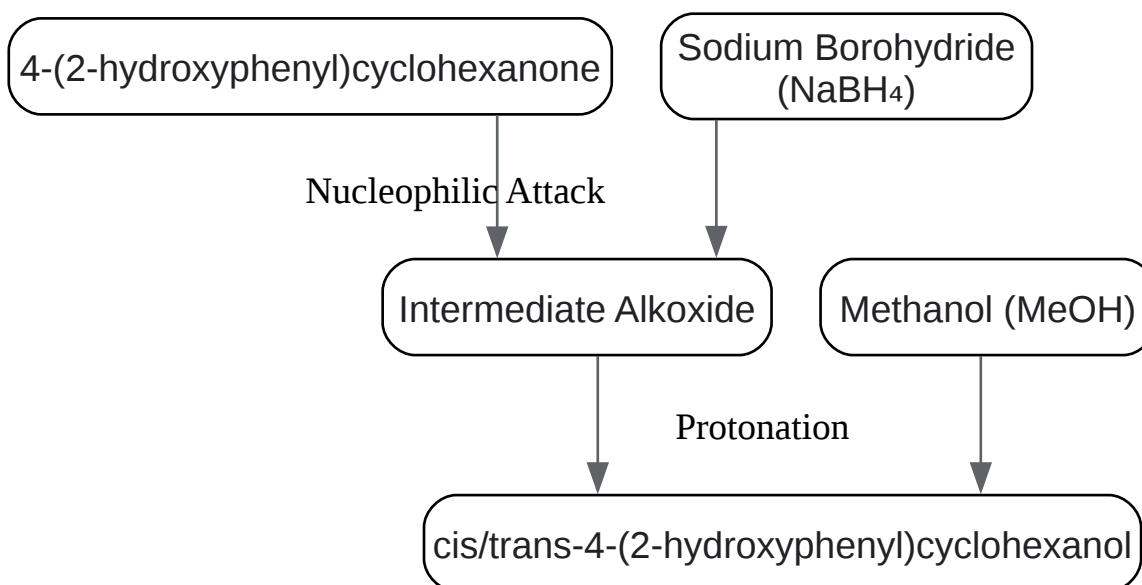 4-(2-hydroxyphenyl)cyclohexanone
Sodium Borohydride
(NaBH₄)
Nucleophilic Attack
Intermediate Alkoxide
Methanol (MeOH)
Protonation
cis/trans-4-(2-hydroxyphenyl)cyclohexanol